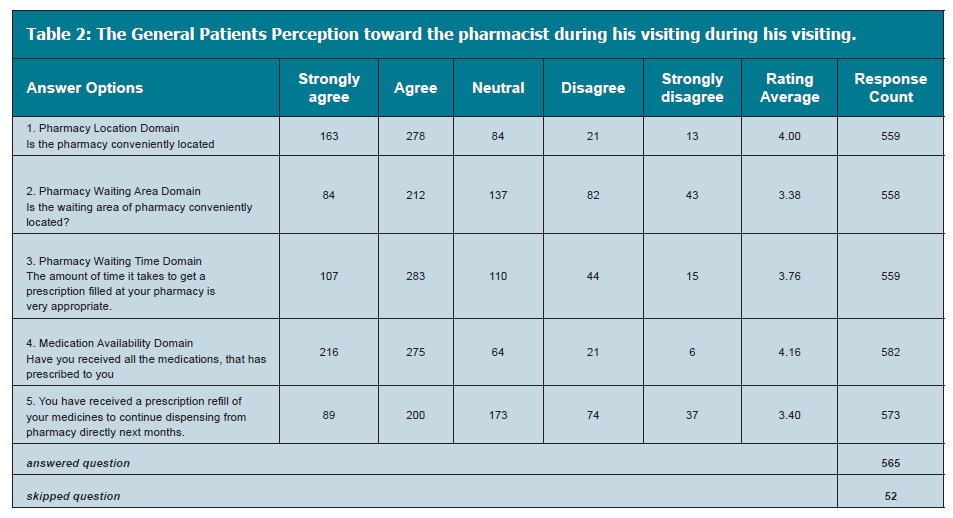 Table 2: The General Patients Perception toward the pharmacist during his visiting during his visiting.
Answer Options Strongly agree Agree Neutral Disagree Strongly disagree Rating Average Response Count
1. Pharmacy Location Domain
Is the pharmacy conveniently located 163 278 84 21 13 4.00 559
2. Pharmacy Waiting Area Domain
Is the waiting area of pharmacy conveniently
located? 84 212 137 82 43 3.38 558
3. Pharmacy Waiting Time Domain
The amount of time it takes to get a
prescription filled at your pharmacy is
very appropriate. 107 283 110 44 15 3.76 559
4. Medication Availability Domain
Have you received all the medications, that has
prescribed to you 216 275 64 21 6 4.16 582
5. You have received a prescription refill of
your medicines to continue dispensing from
pharmacy directly next months. 89 200 173 74 37 3.40 573
answered question 565
skipped question 52